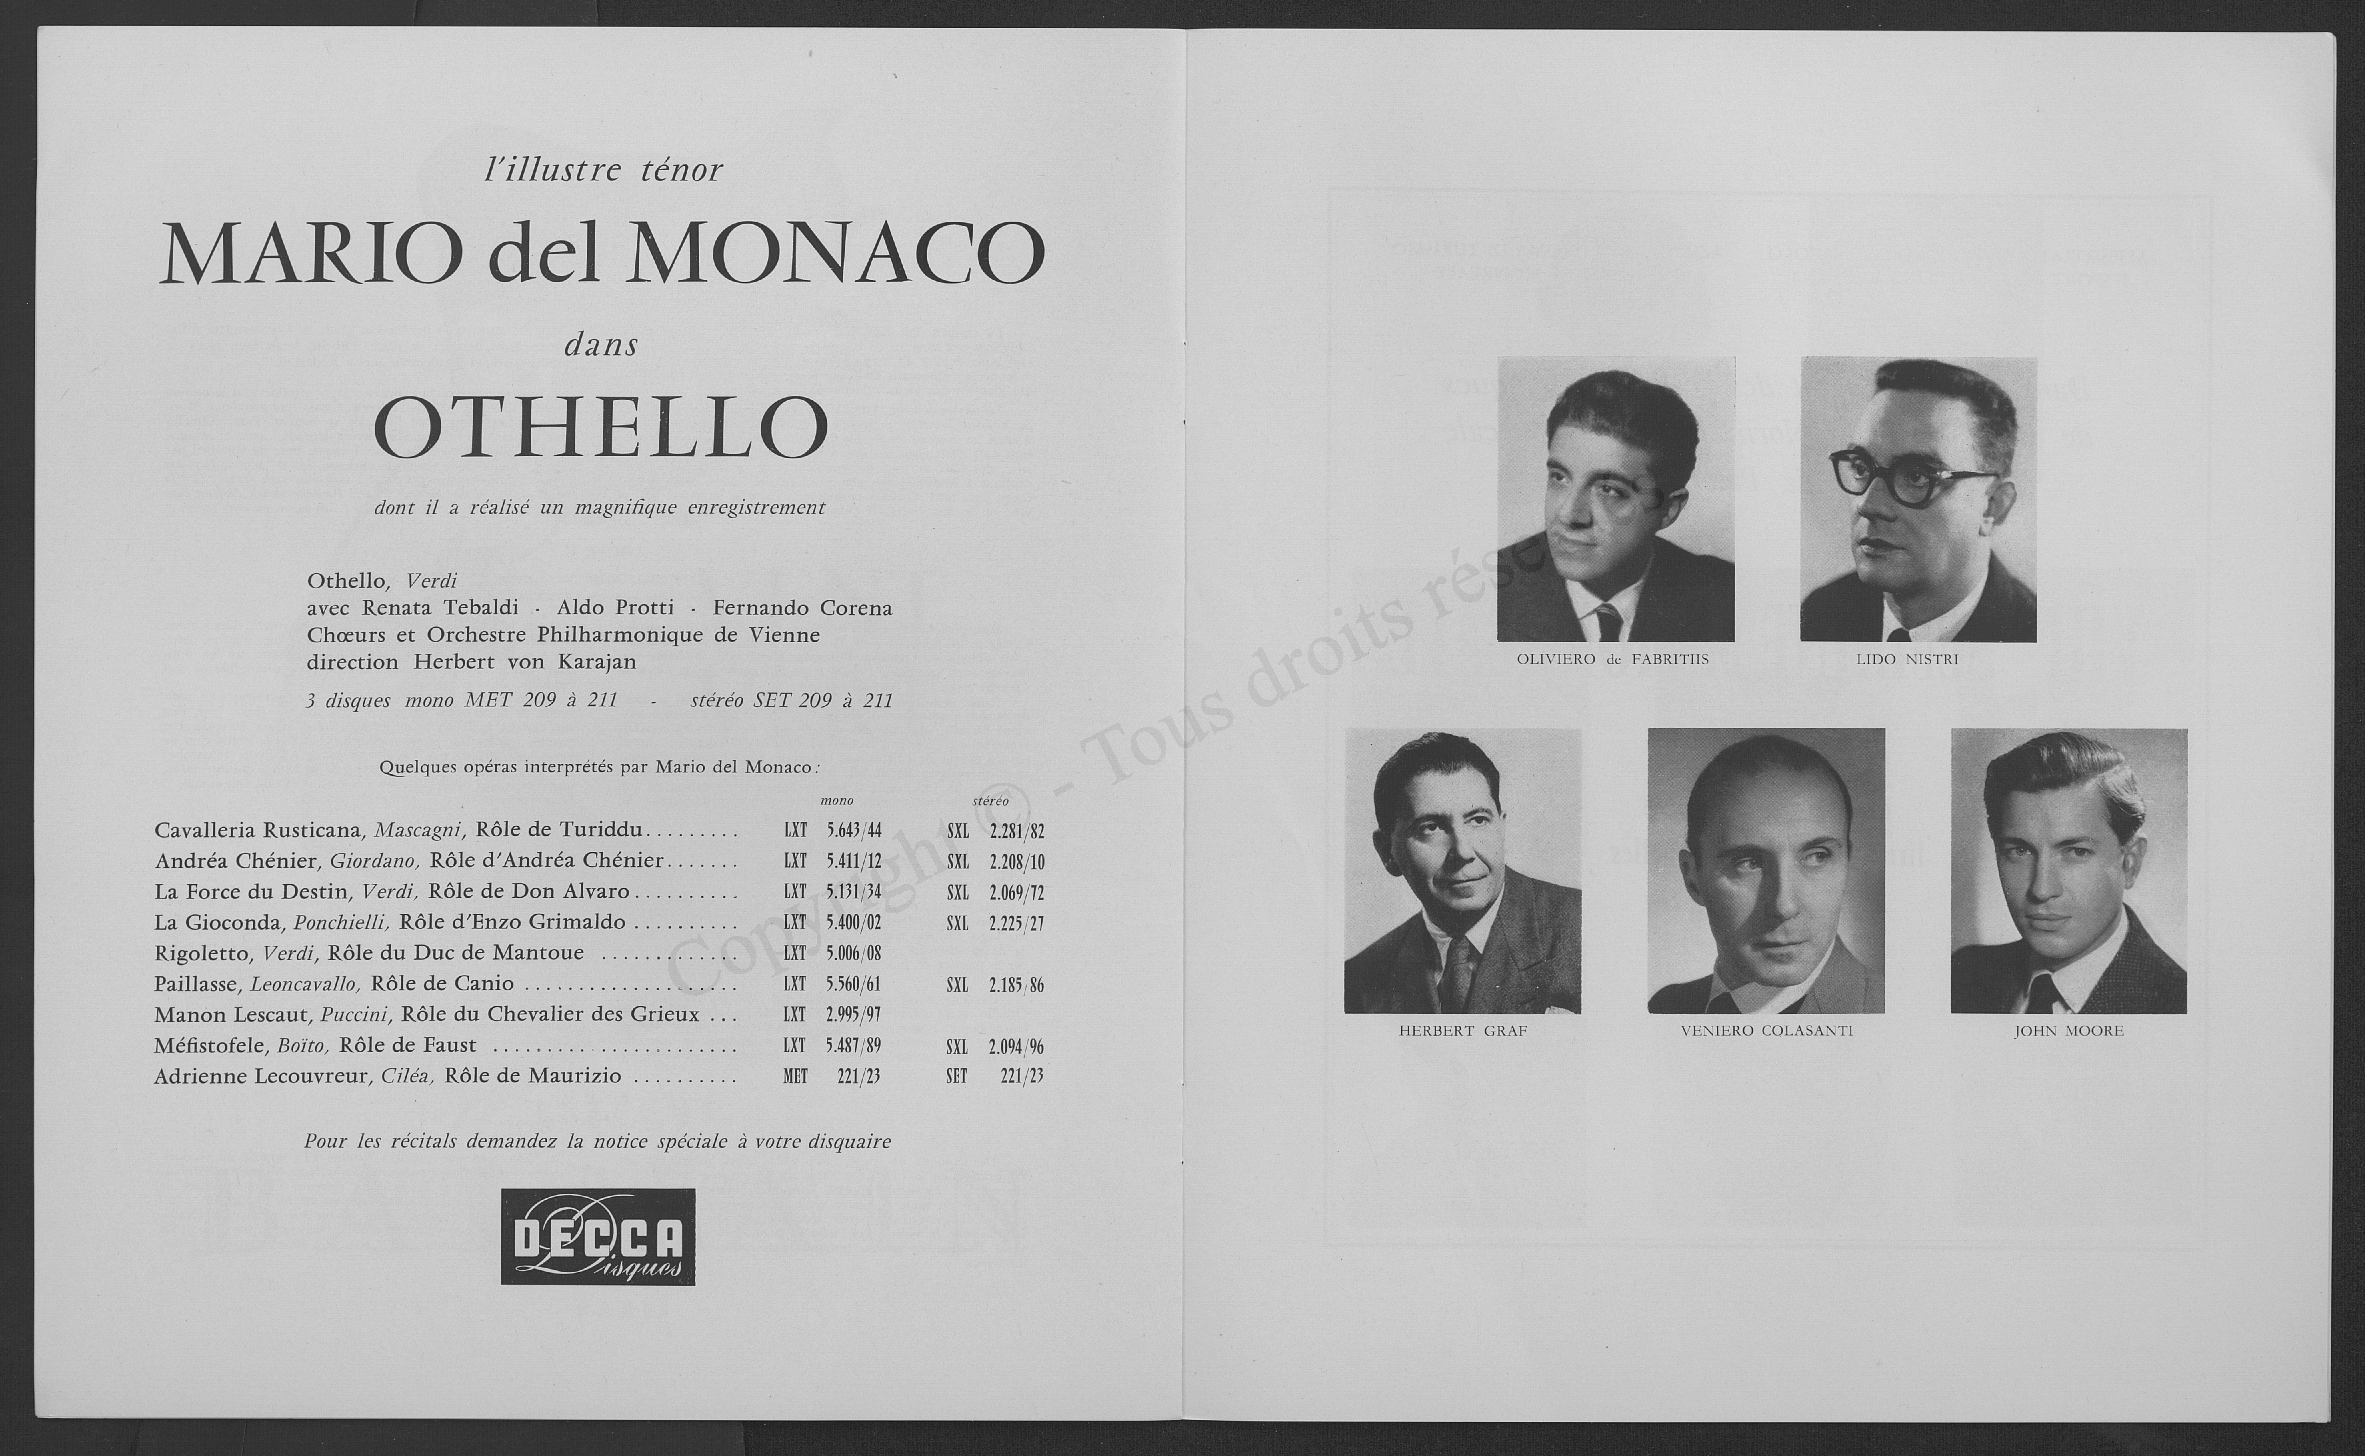 l'illustre ténor
MARIO del MONACO
dans
OTHELLO
dont il a réalisé un magnifique enregistrement
Othello, Verdi
avec Renata Tebaldi - Aldo Protti - Fernando Corena
Chœurs et Orchestre Philharmonique de Vienne
direction Herbert von Karajan
3 disques mono MET 209 à 211 - stéréo SET 209 à 211
Quelques opéras interprétés par Mario del Monaco :
mono stéréo
Cavalleria Rusticana, Mascagni, Rôle de Turiddu......... LXT 5.643/44 SXL 2.281/82
Andréa Chénier, Giordano, Rôle d'Andréa Chénier....... LXT 5.411/12 SXL 2.208/10
La Force du Destin, Verdi, Rôle de Don Alvaro.......... LXT 5.131/34 SXL 2.069/72
La Gioconda, Ponchielli, Rôle d'Enzo Grimaldo .......... LXT 5.400/02 SXL 2.225/27
Rigoletto, Verdi, Rôle du Duc de Mantoue ............. LXT 5.006/08
Paillasse, Leoncavallo, Rôle de Canio .................... LXT 5.560/61 SXL 2.185/86
Manon Lescaut, Puccini, Rôle du Chevalier des Grieux ... LXT 2.995/97
Méfistofele, Boïto, Rôle de Faust ....................... LXT 5.487/89 SXL 2.094/96
Adrienne Lecouvreur, Ciléa, Rôle de Maurizio .......... MET 221/23 SET 221/23
Pour les récitals demandez la notice spéciale à votre disquaire
DECCA
Disques
OLIVIERO de FABRITIIS LIDO NISTRI
HERBERT GRAF VENIERO COLASANTI JOHN MOORE
Copyright © - Tous droits rése